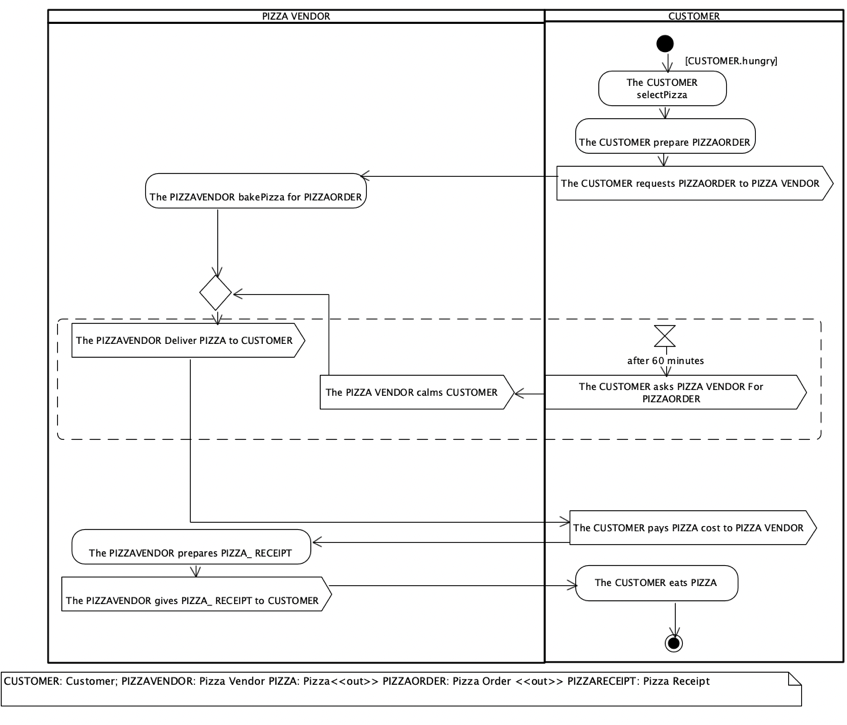 PIZZA VENDOR
CUSTOMER
[CUSTOMER.hungry]
The CUSTOMER
selectPizza
The CUSTOMER prepare PIZZAORDER
The CUSTOMER requests PIZZAORDER to PIZZA VENDOR
The PIZZAVENDOR bakePizza for PIZZAORDER
The PIZZAVENDOR Deliver PIZZA to CUSTOMER
after 60 minutes
The CUSTOMER asks PIZZA VENDOR For
PIZZAORDER
The PIZZA VENDOR calms CUSTOMER
The CUSTOMER pays PIZZA cost to PIZZA VENDOR
The PIZZAVENDOR prepares PIZZA_ RECEIPT
The PIZZAVENDOR gives PIZZA_ RECEIPT to CUSTOMER
The CUSTOMER eats PIZZA
CUSTOMER: Customer; PIZZAVENDOR: Pizza Vendor PIZZA: Pizza<<out>> PIZZAORDER: Pizza Order <<out>> PIZZARECEIPT: Pizza Receipt